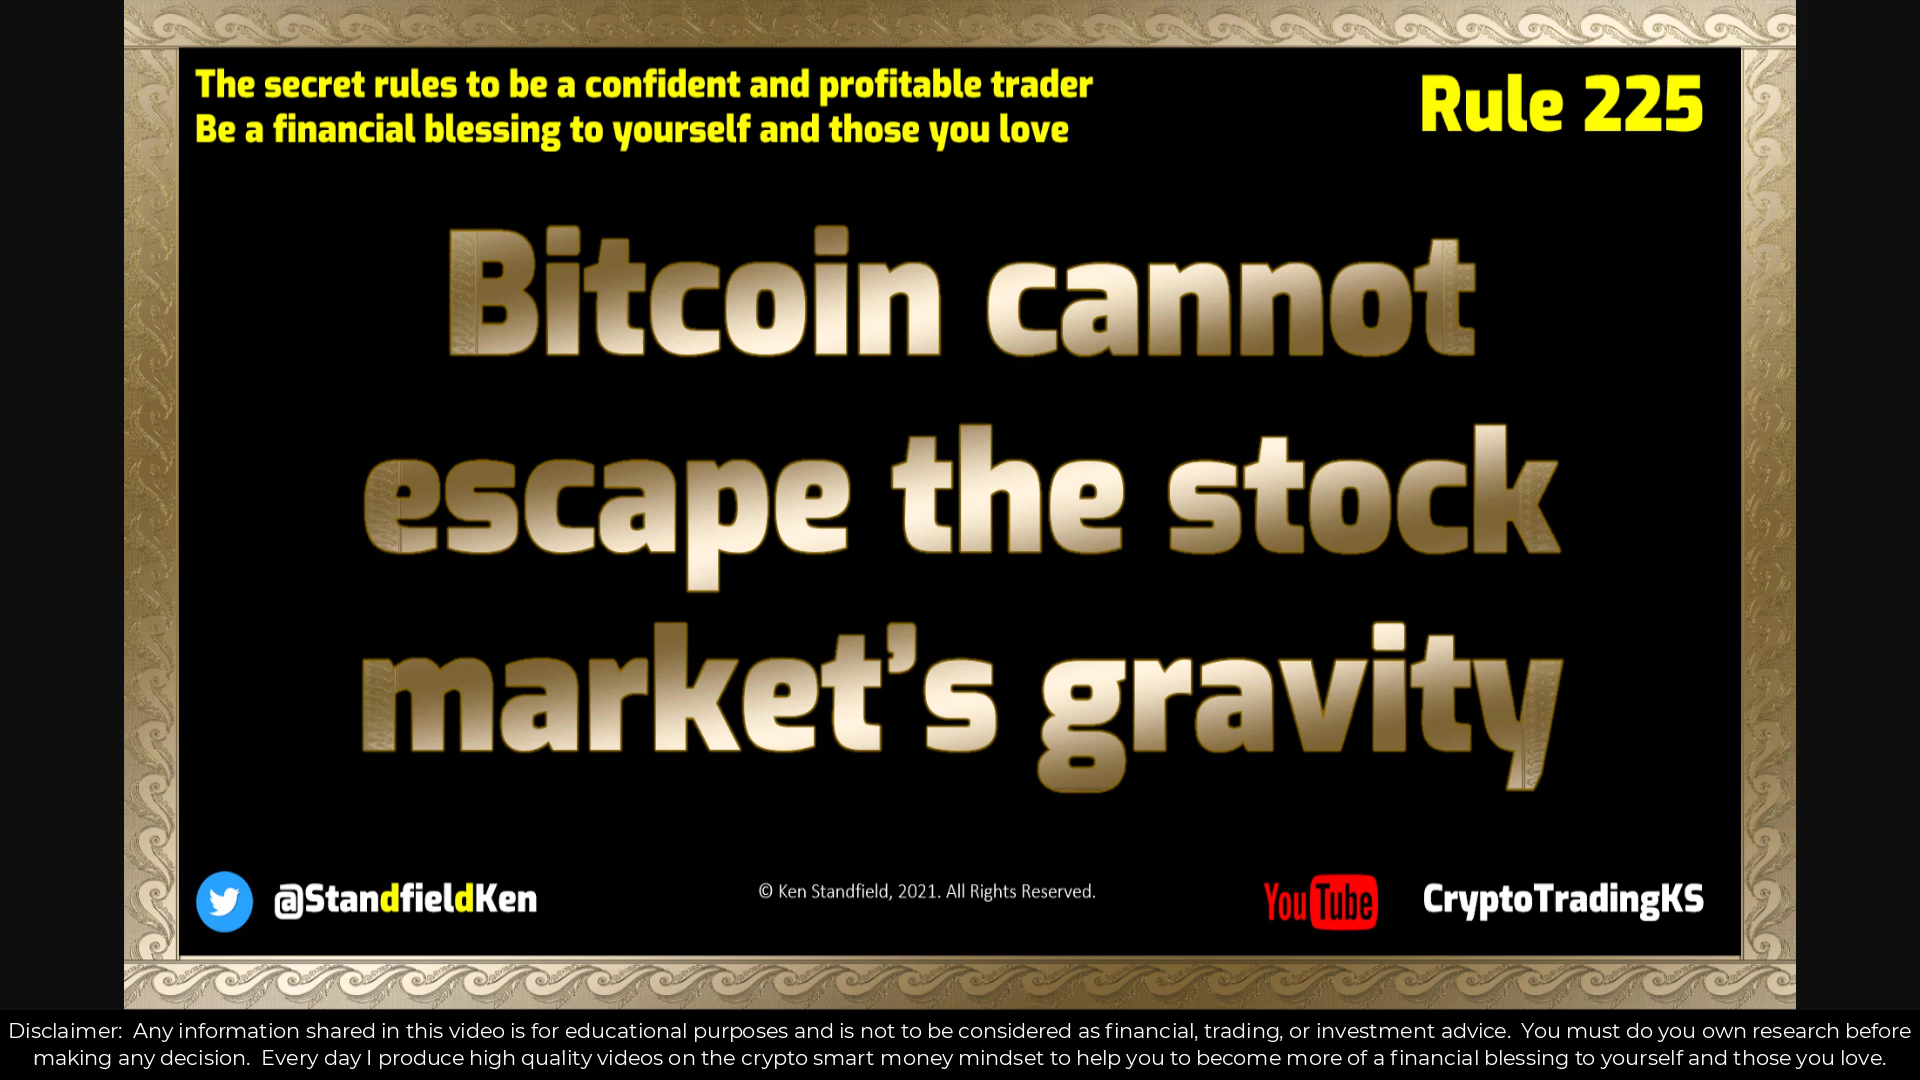 The secret rules to be a confident and profitable trader
Be a financial blessing to yourself and those you love
Rule 225
Bitcoin cannot
escape the stock
market’s gravity
@StandfieldKen
© Ken Standfield, 2021. All Rights Reserved.
YouTube
CryptoTradingKS
Disclaimer:  Any information shared in this video is for educational purposes and is not to be considered as financial, trading, or investment advice.  You must do you own research before
making any decision.  Every day I produce high quality videos on the crypto smart money mindset to help you to become more of a financial blessing to yourself and those you love.